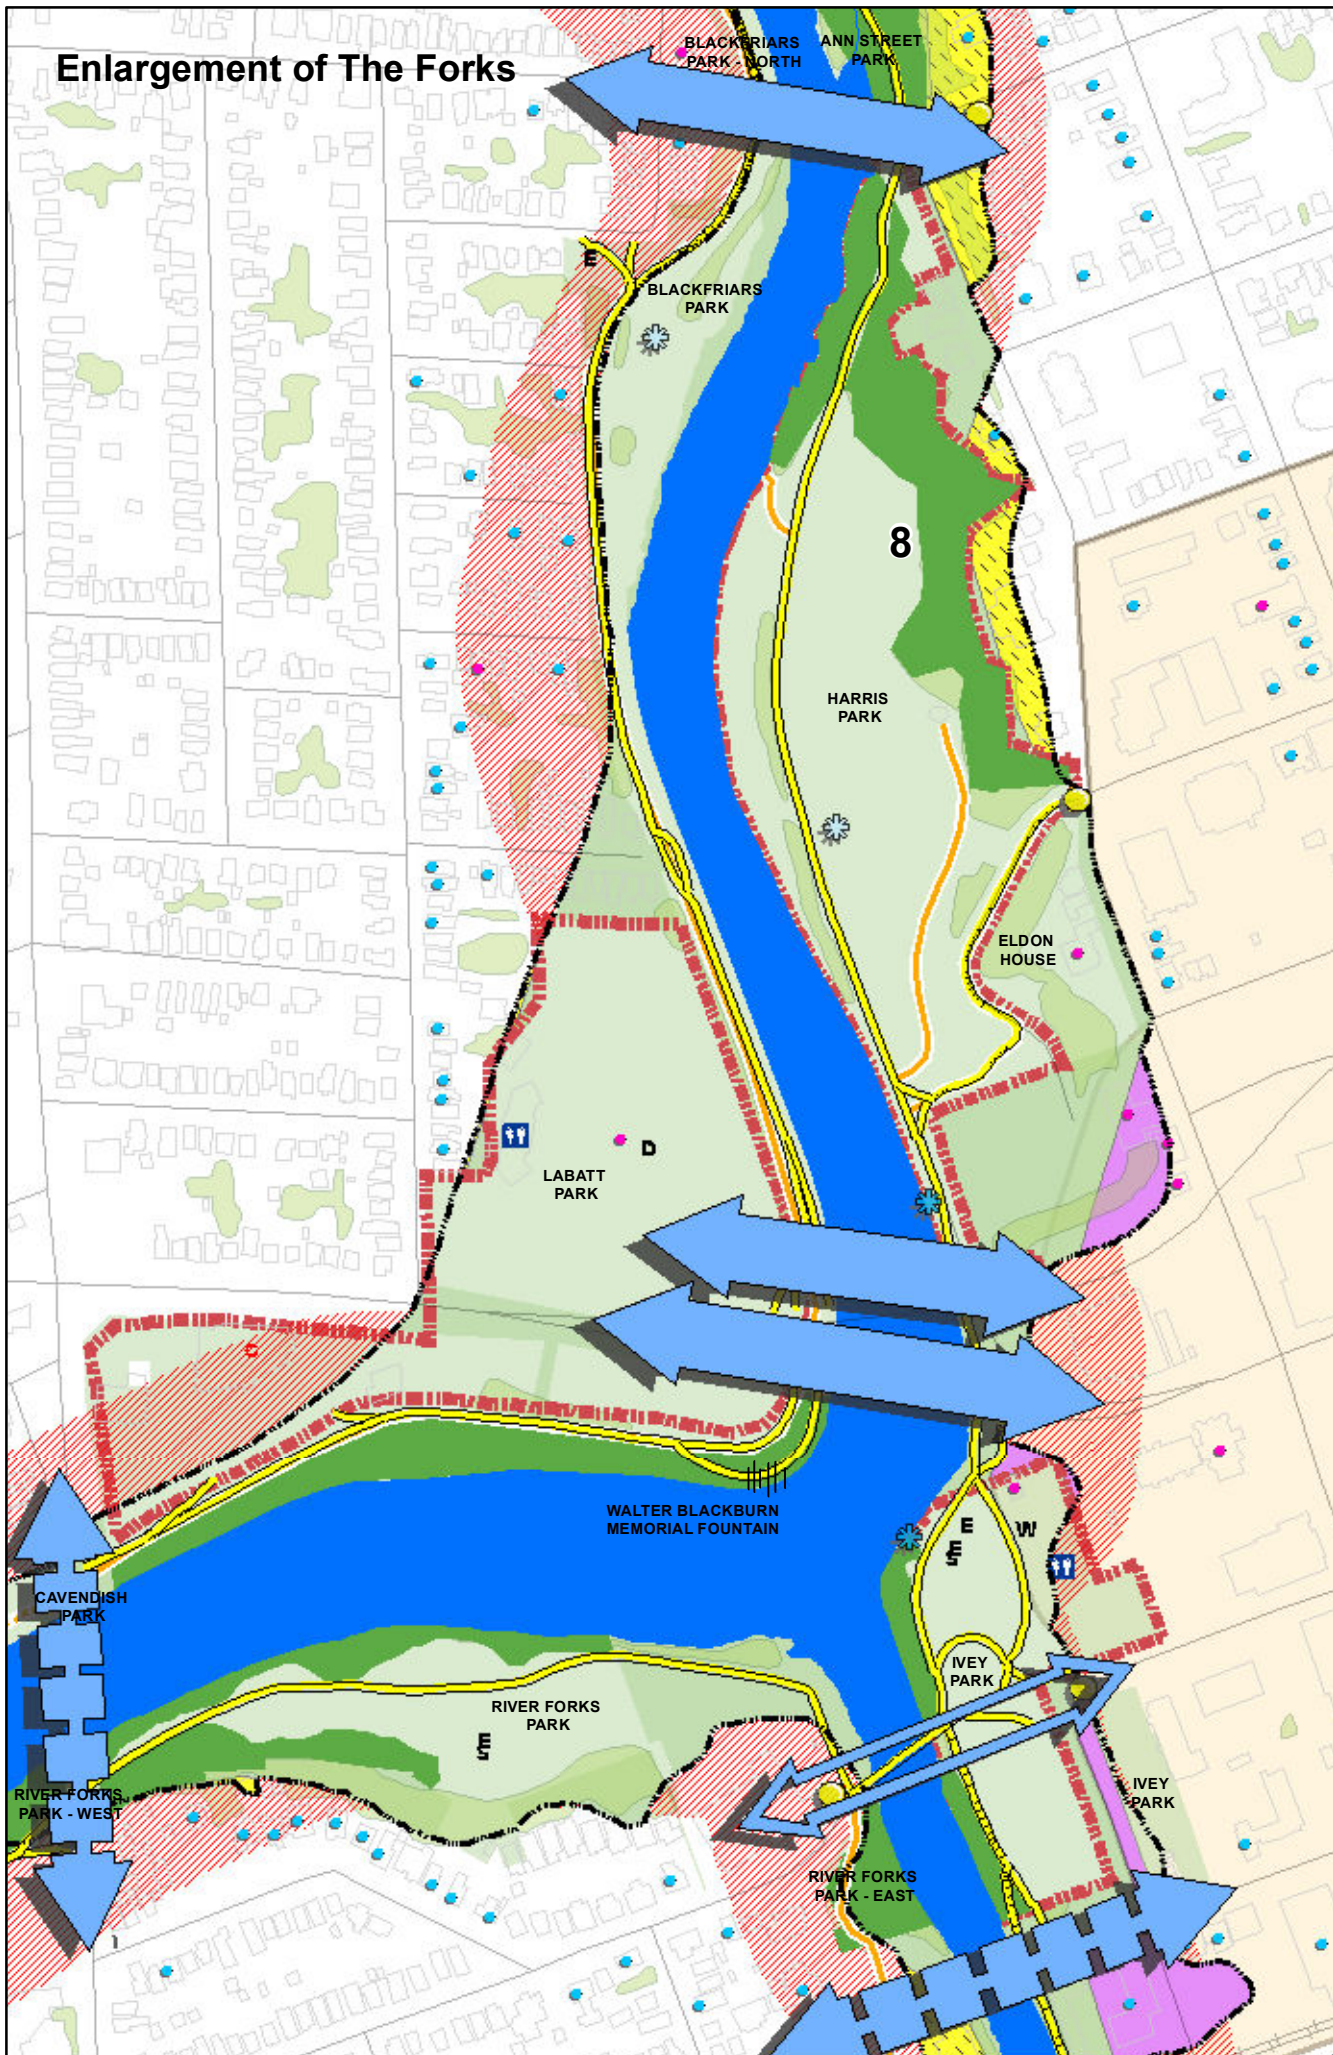 BLACKFRIARS
PARK - NORTH
ANN STREET
PARK
Enlargement of The Forks
E
BLACKFRIARS
PARK
8
HARRIS
PARK
ELDON
HOUSE
D
LABATT
PARK
WALTER BLACKBURN
MEMORIAL FOUNTAIN
E
W
ES
CAVENDISH
PARK
IVEY
PARK
RIVER FORKS
PARK
ES
IVEY
PARK
RIVER FORKS
PARK - WEST
RIVER FORKS
PARK - EAST